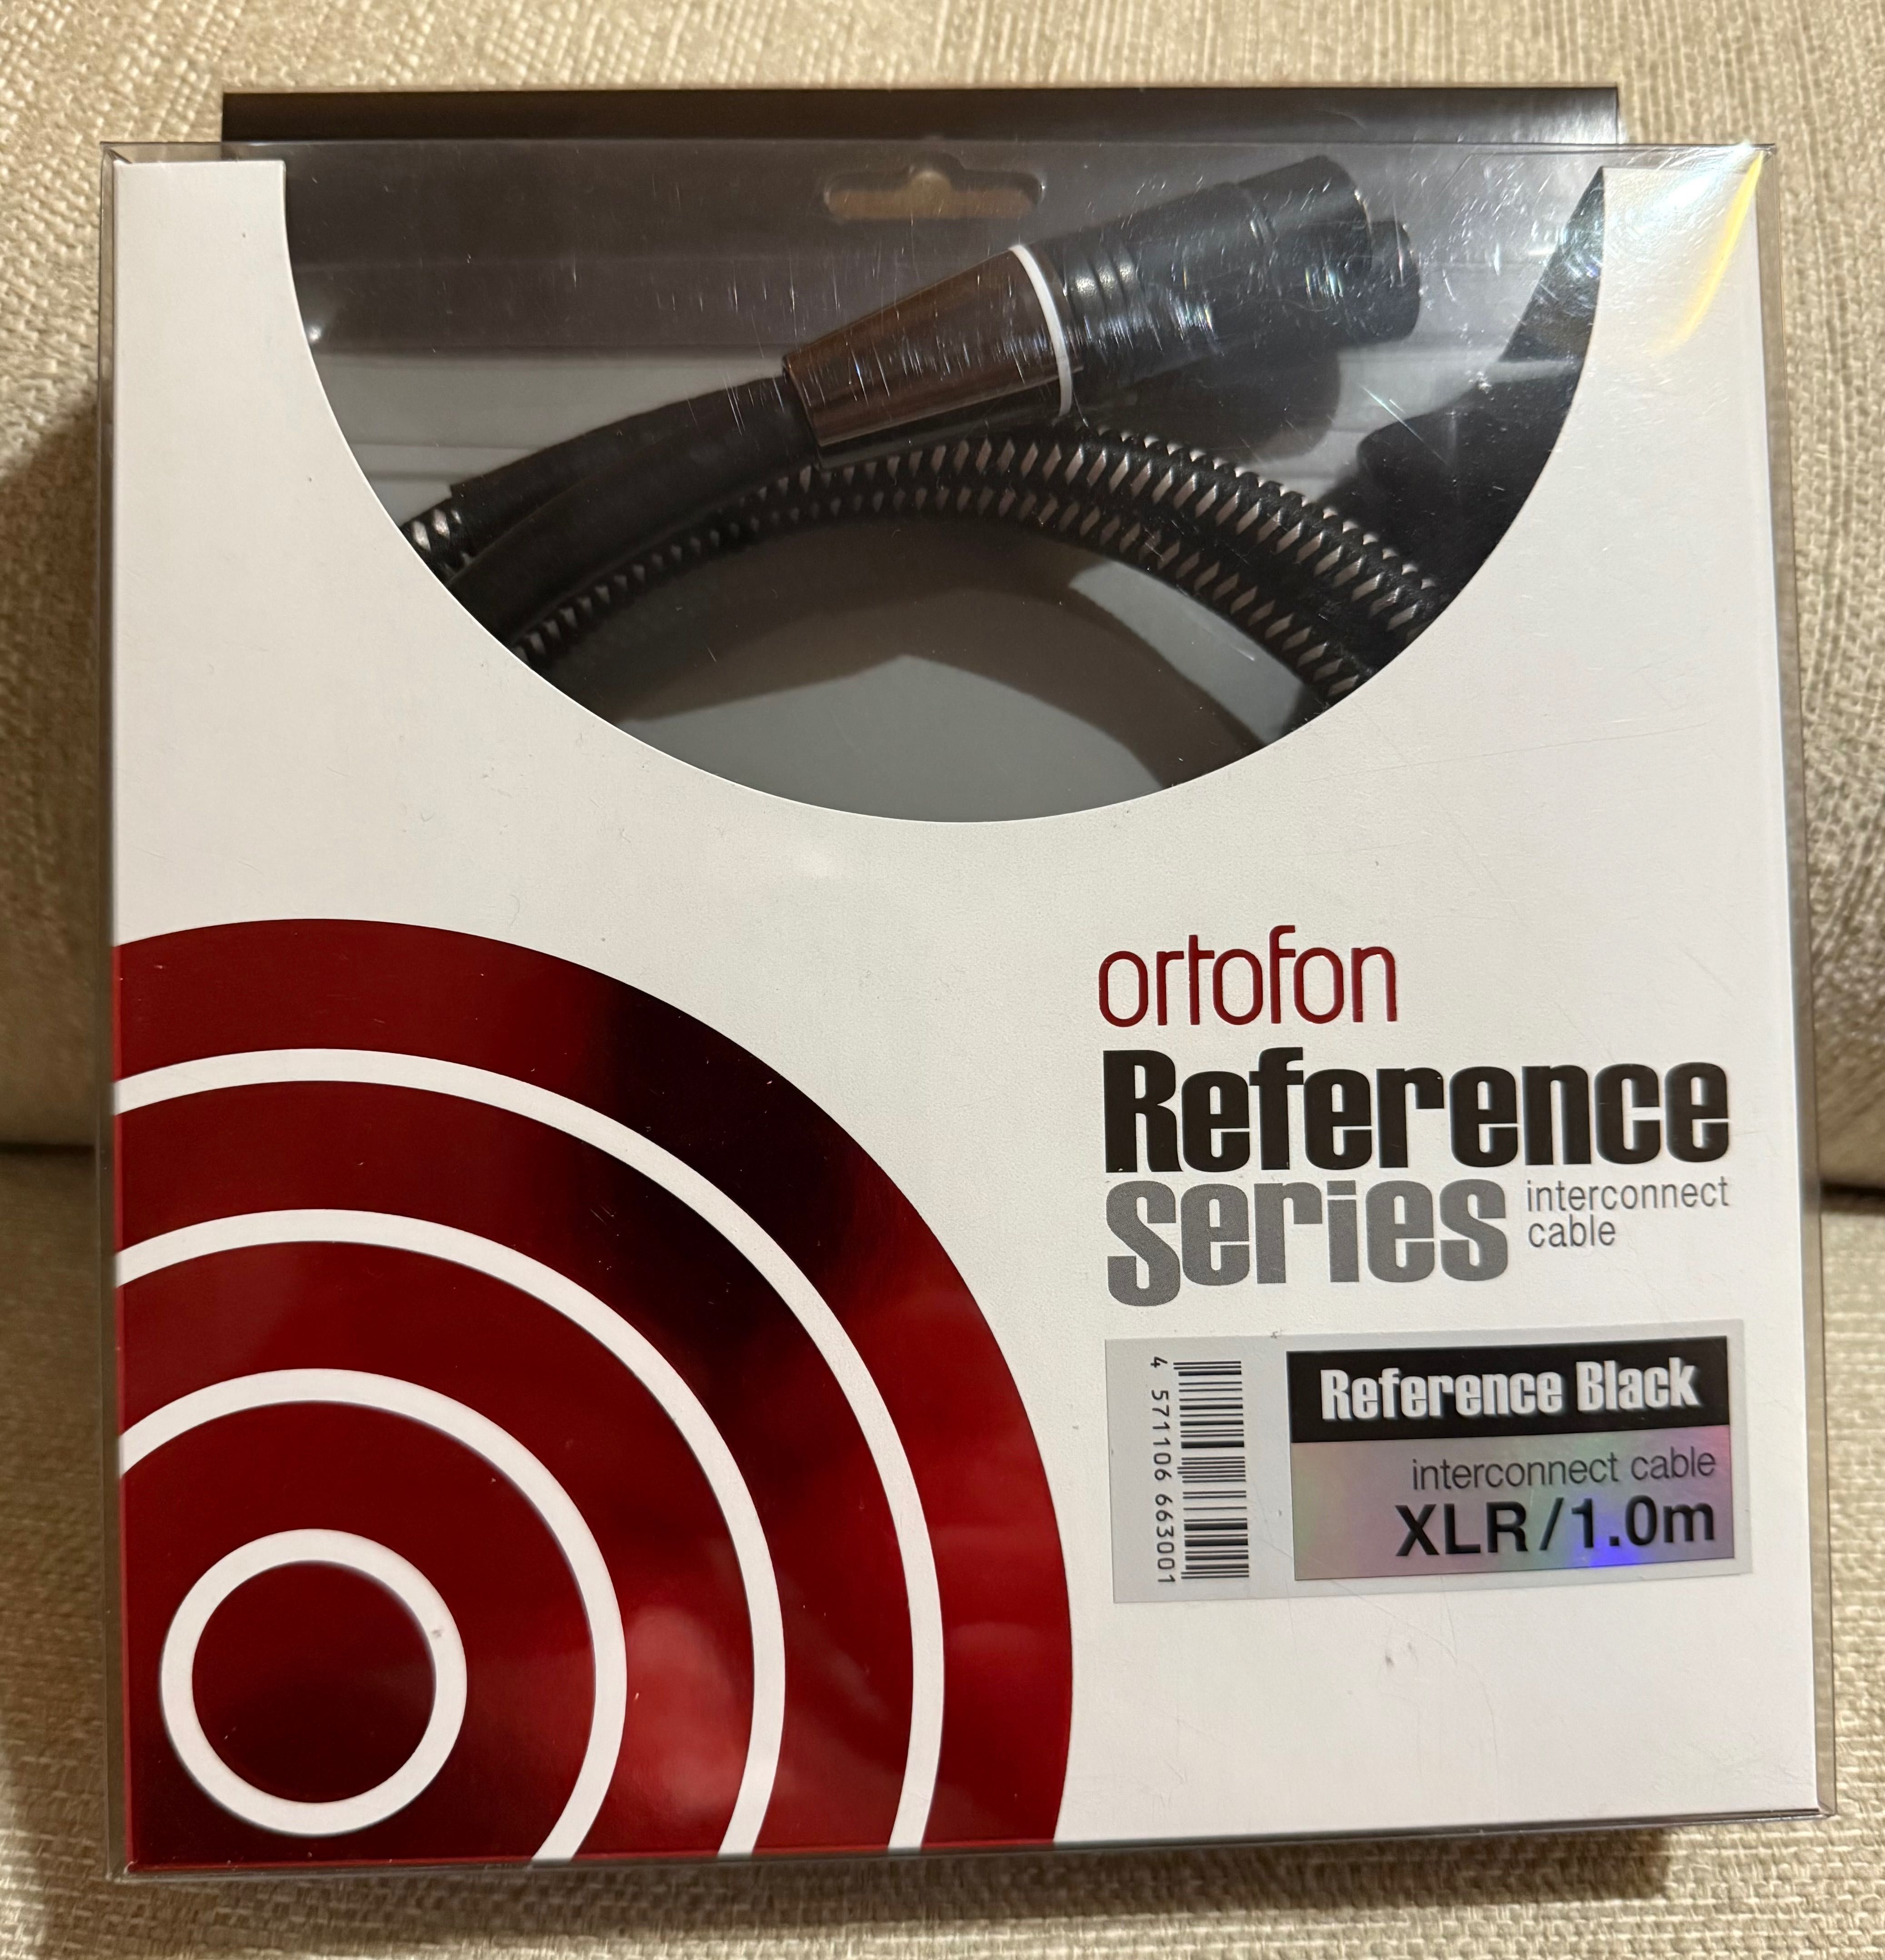 ortofon
Reference
series
interconnect
cable
4 571106 663001
Reference Black
interconnect cable
XLR/1.0m